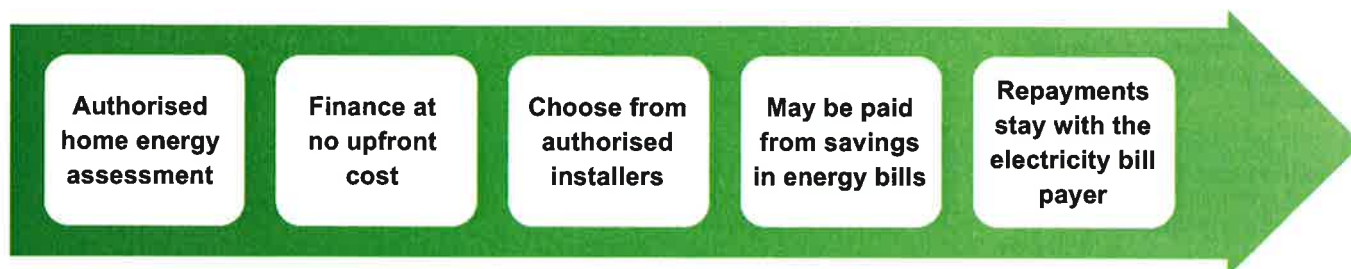 Authorised
home energy
assessment
Finance at
no upfront
cost
Choose from
authorised
installers
May be paid
from savings
in energy bills
Repayments
stay with the
electricity bill
payer